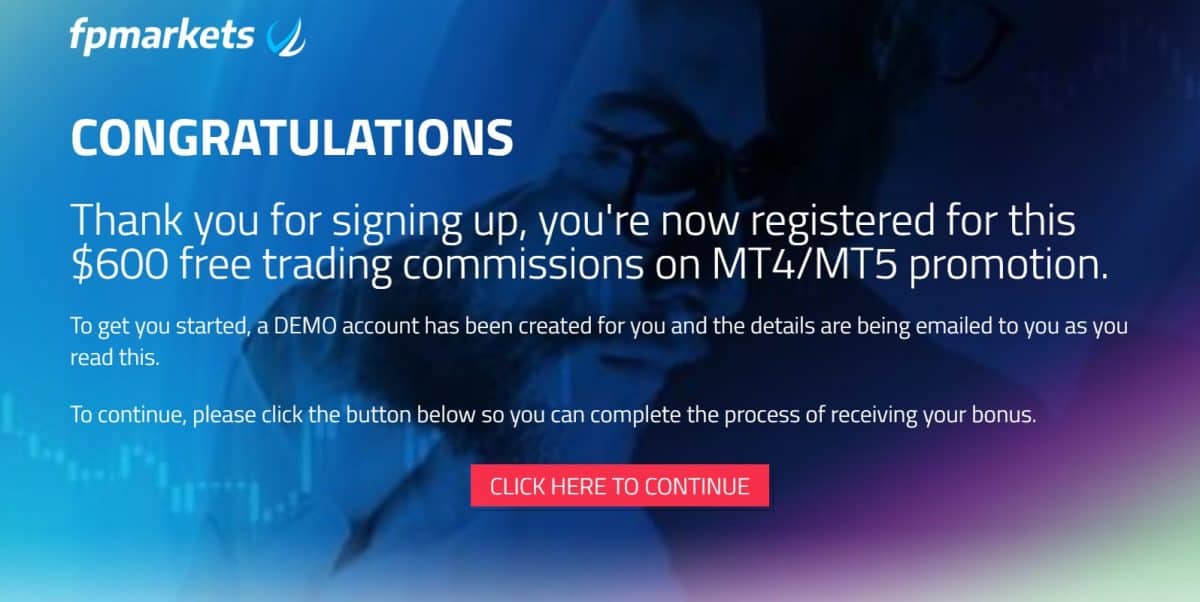 fpmarkets
CONGRATULATIONS
Thank you for signing up, you're now registered for this
$600 free trading commissions on MT4/MT5 promotion.
To get you started, a DEMO account has been created for you and the details are being emailed to you as you
read this.
To continue, please click the button below so you can complete the process of receiving your bonus.
CLICK HERE TO CONTINUE